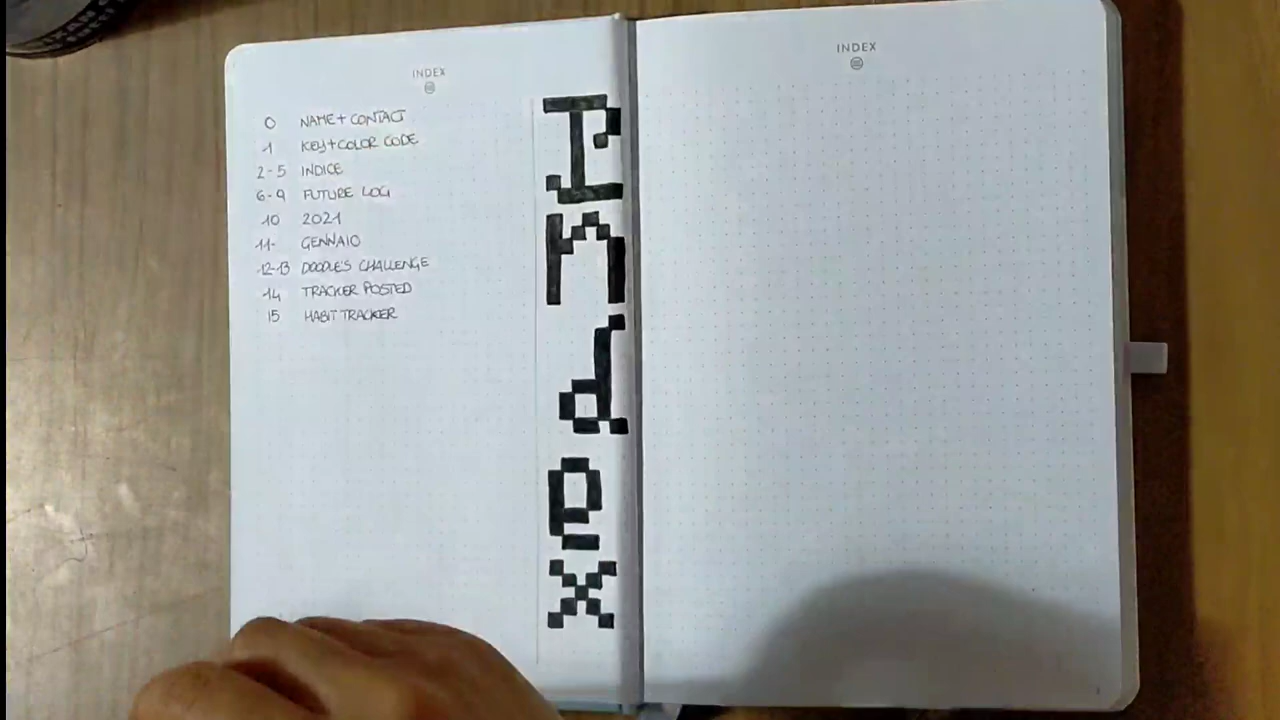 INDEX
0 NAME + CONTACT
1 KEY + COLOR CODE
2-5 INDICE
6-9 FUTURE LOG
10 2021
11- GENNAIO
12-13 DOODLE'S CHALLENGE
14 TRACKER POSTED
15 HABIT TRACKER
Index
INDEX